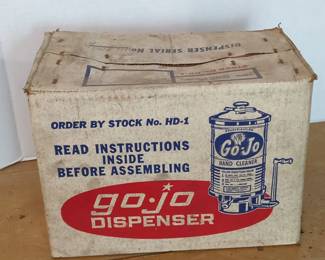 DISPENSER SERIAL No.
ORDER BY STOCK No. HD-1
READ INSTRUCTIONS
INSIDE
BEFORE ASSEMBLING
GO-JO
HAND CLEANER
go-jo
DISPENSER